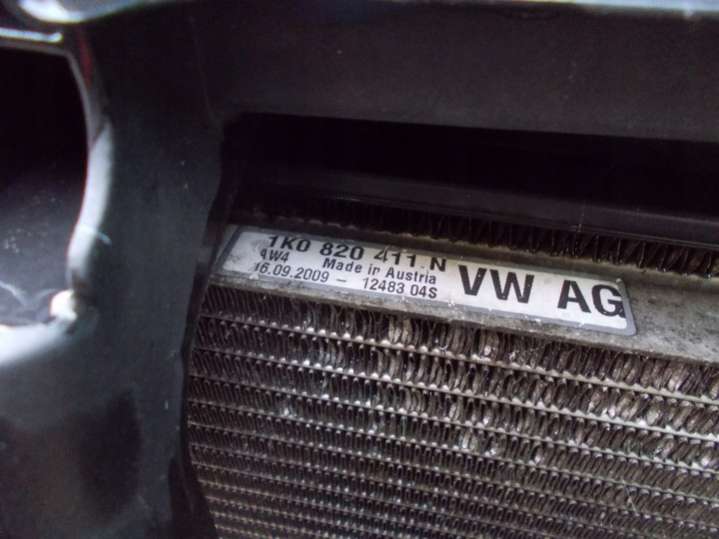 1K0 820 411.N
AW4 Made in Austria
16.09.2009 - 12483 04S
VW AG